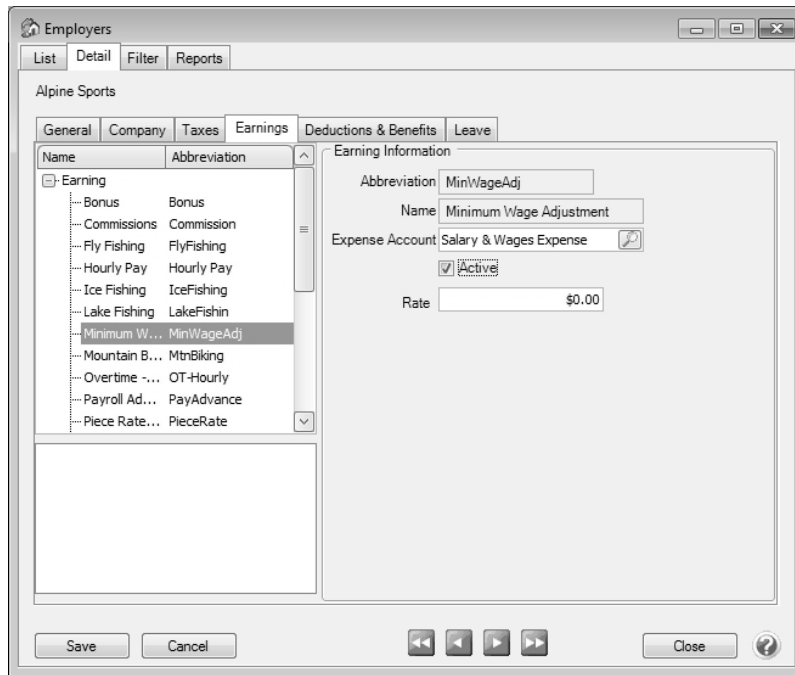 Employers
List Detail Filter Reports
Alpine Sports
General Company Taxes Earnings Deductions & Benefits Leave
Name Abbreviation
Earning
Bonus Bonus
Commissions Commission
Fly Fishing FlyFishing
Hourly Pay Hourly Pay
Ice Fishing IceFishing
Lake Fishing LakeFishin
Minimum W... MinWageAdj
Mountain B... MtnBiking
Overtime -... OT-Hourly
Payroll Ad... PayAdvance
Piece Rate... PieceRate
Earning Information
Abbreviation MinWageAdj
Name Minimum Wage Adjustment
Expense Account Salary & Wages Expense
Active
Rate $0.00
Save Cancel Close ?